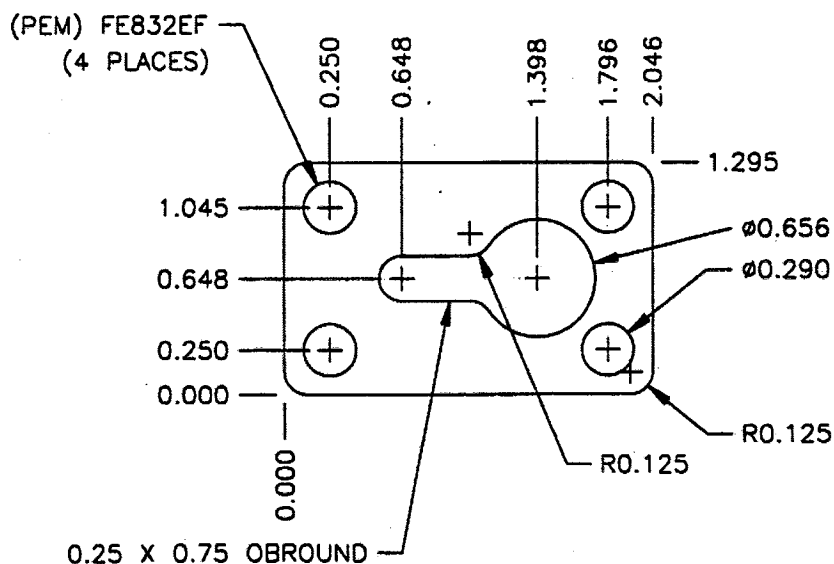 (PEM) FE832EF
(4 PLACES)
0.250
0.648
1.398
1.796
2.046
1.295
1.045
0.648
0.250
0.000
0.000
ø0.656
ø0.290
R0.125
R0.125
0.25 X 0.75 OBROUND